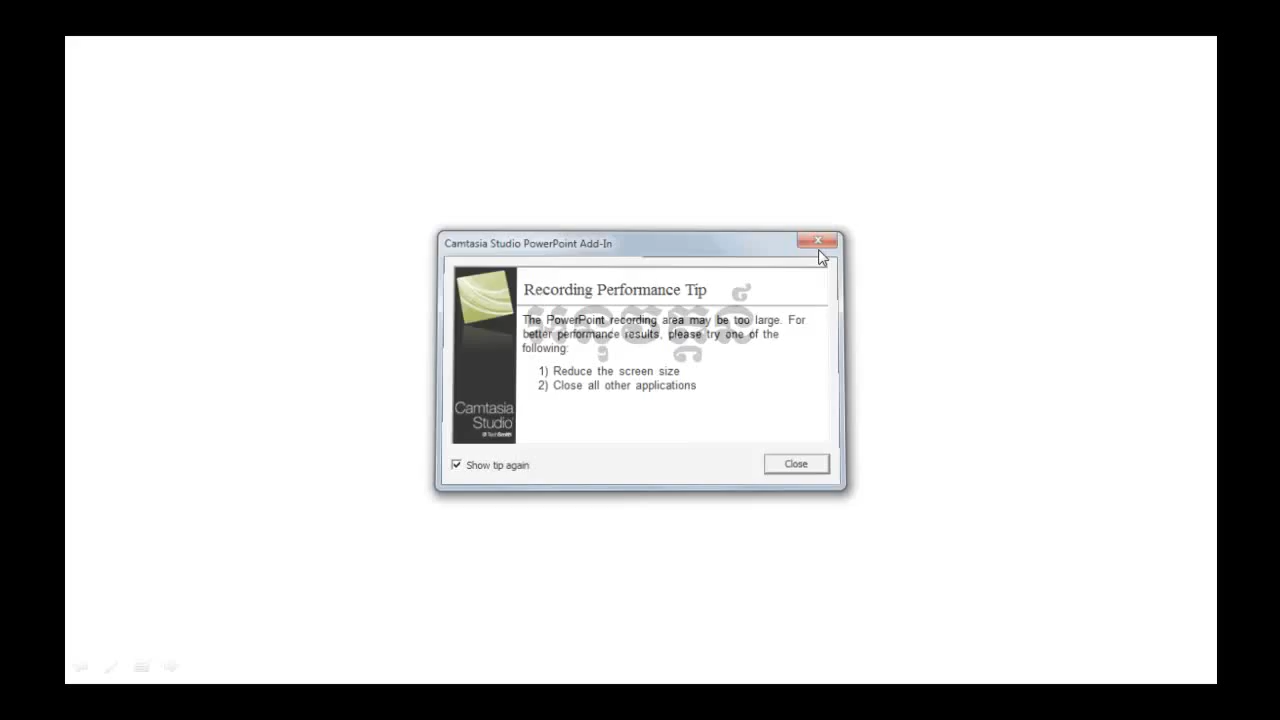 Camtasia Studio PowerPoint Add-In
Recording Performance Tip
The PowerPoint recording area may be too large. For
better performance results, please try one of the
following:
1) Reduce the screen size
2) Close all other applications
Camtasia
Studio
TechSmith
Show tip again
Close